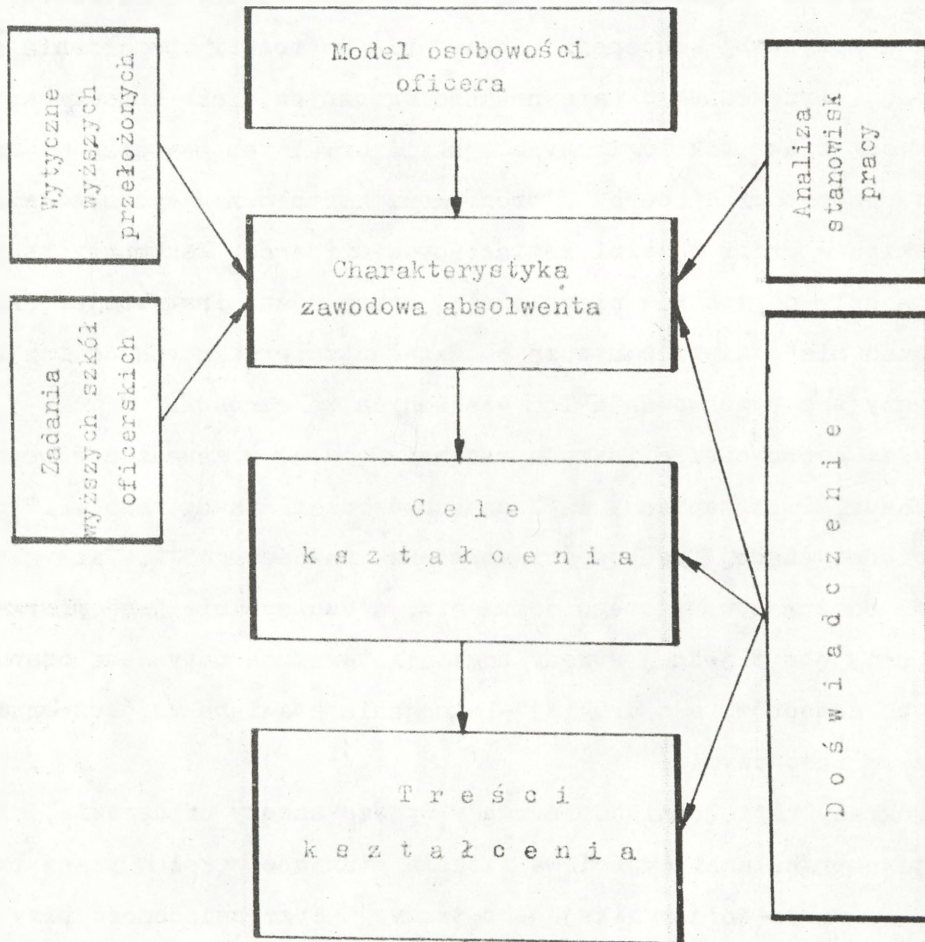 Model osobowości
oficera
Wytyczne
wyższych
przełożonych
Analiza
stanowisk
pracy
Charakterystyka
zawodowa absolwenta
Zadania
wyższych szkół
oficerskich
Cele
kształcenia
Doświadczenie
Treści
kształcenia